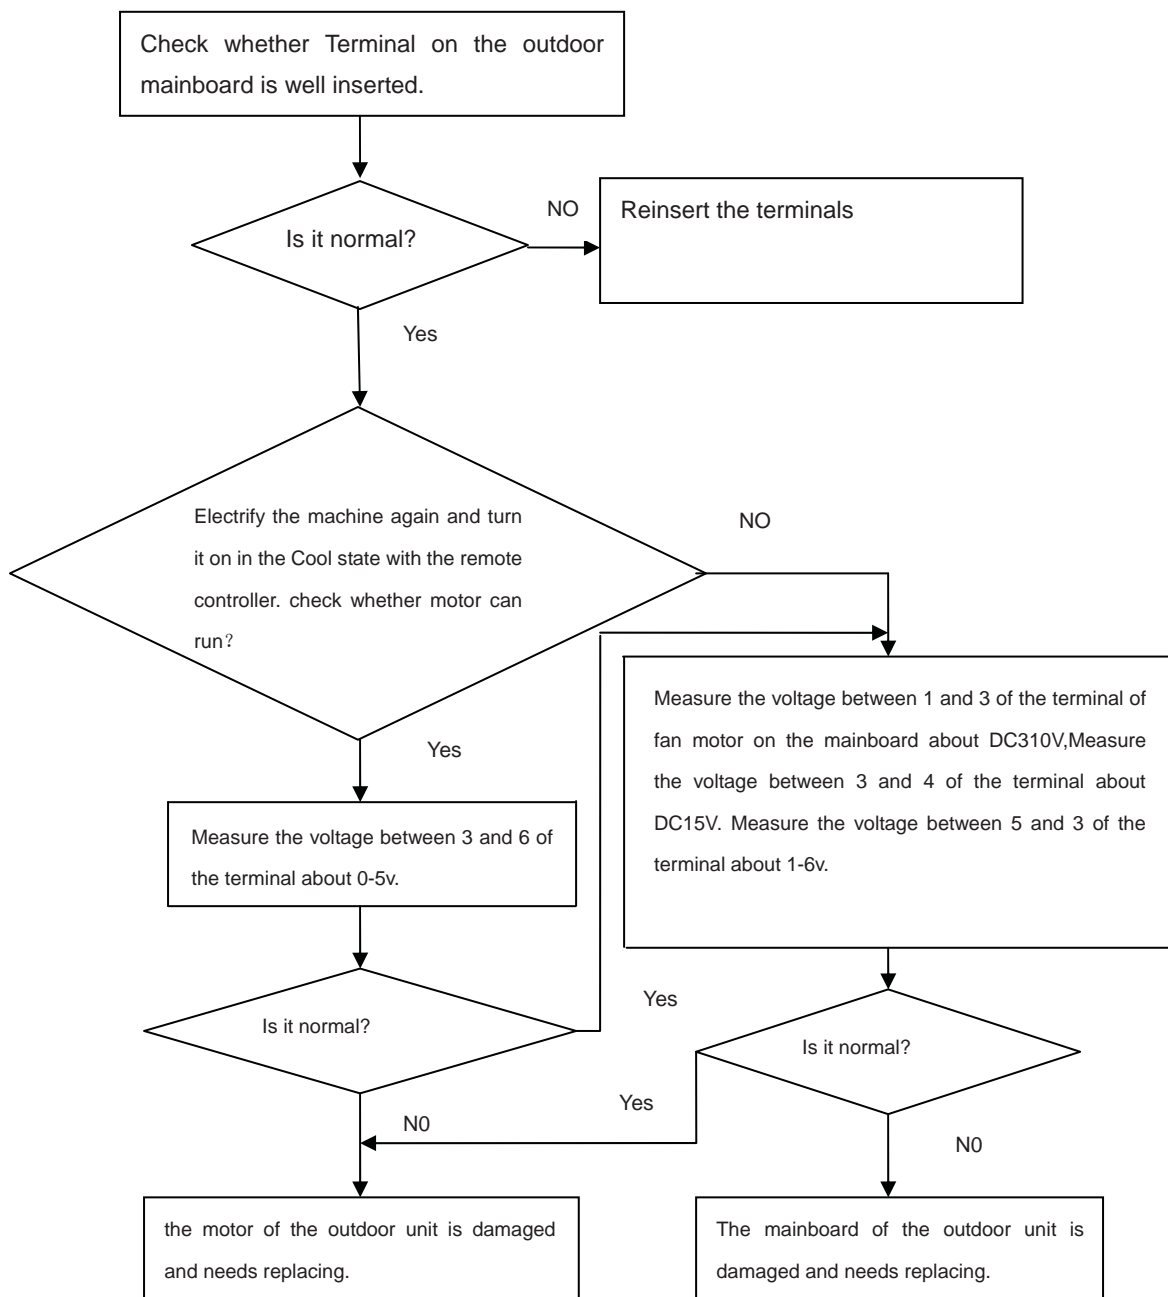 Check whether Terminal on the outdoor
mainboard is well inserted.
Is it normal?
NO
Reinsert the terminals
Yes
Electrify the machine again and turn
it on in the Cool state with the remote
controller. check whether motor can
run？
NO
Yes
Measure the voltage between 1 and 3 of the terminal of
fan motor on the mainboard about DC310V,Measure
the voltage between 3 and 4 of the terminal about
DC15V. Measure the voltage between 5 and 3 of the
terminal about 1-6v.
Measure the voltage between 3 and 6 of
the terminal about 0-5v.
Is it normal?
Yes
Is it normal?
Yes
N0
N0
the motor of the outdoor unit is damaged
and needs replacing.
The mainboard of the outdoor unit is
damaged and needs replacing.